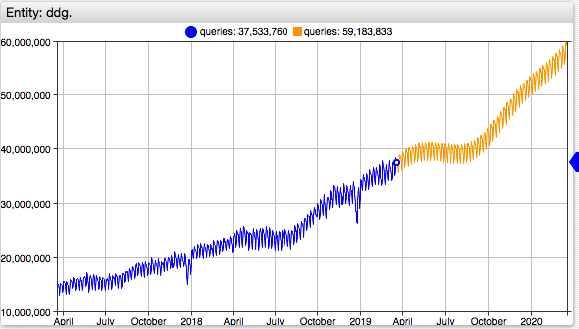 Entity: ddg.
queries: 37,533,760 queries: 59,183,833
60,000,000
50,000,000
40,000,000
30,000,000
20,000,000
10,000,000
April July October 2018 April July October 2019 April July October 2020